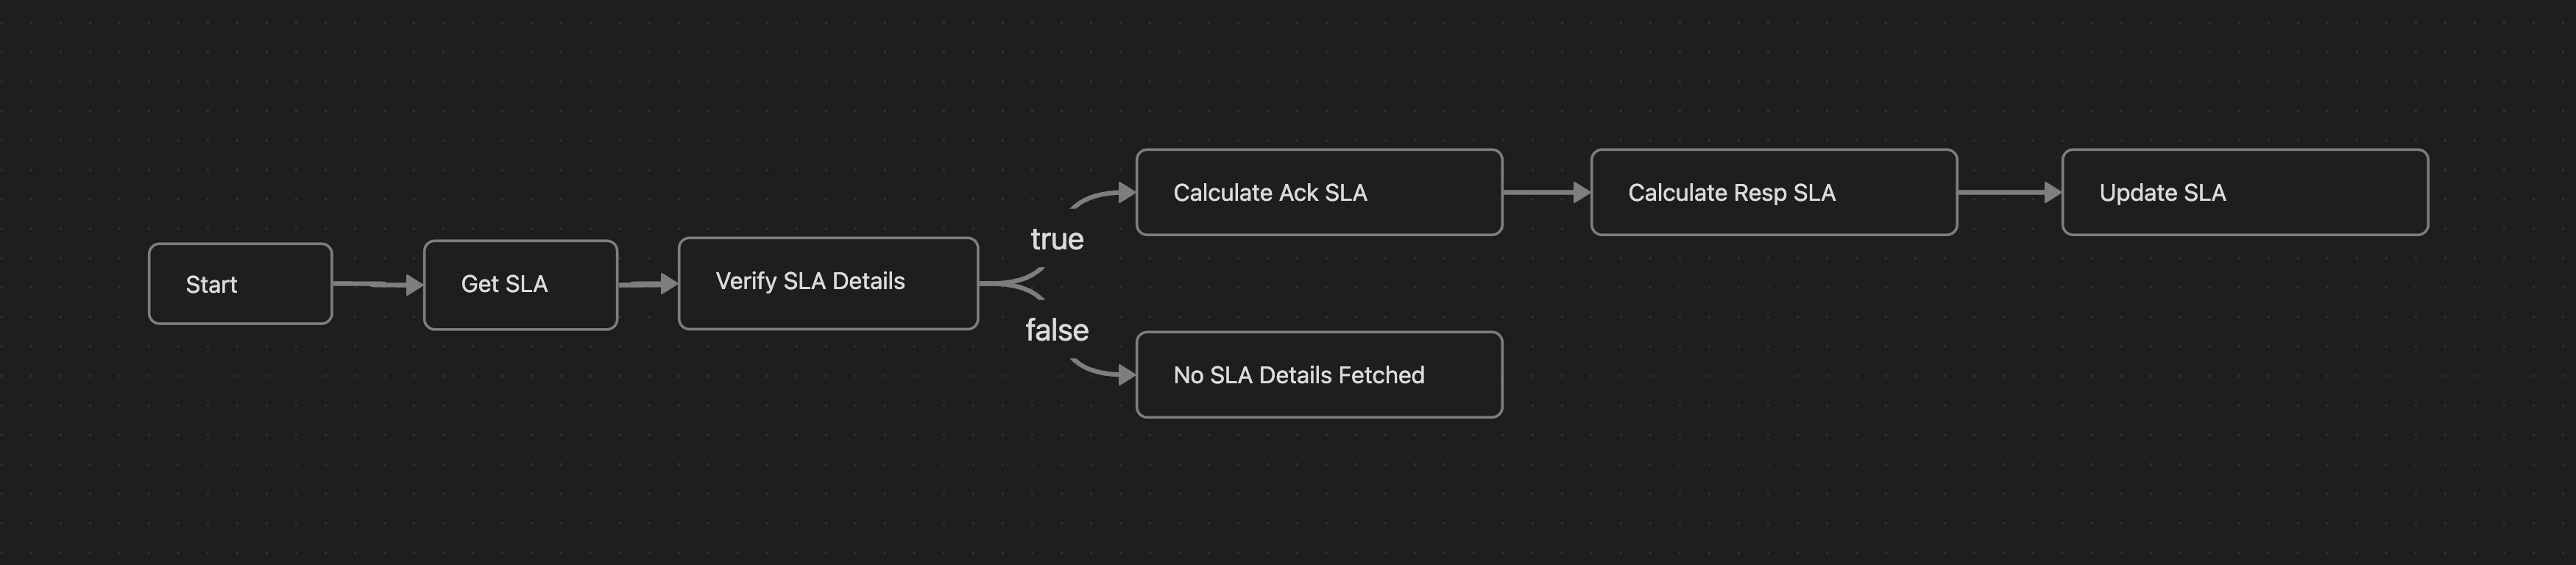 Start
Get SLA
Verify SLA Details
true
false
Calculate Ack SLA
Calculate Resp SLA
Update SLA
No SLA Details Fetched